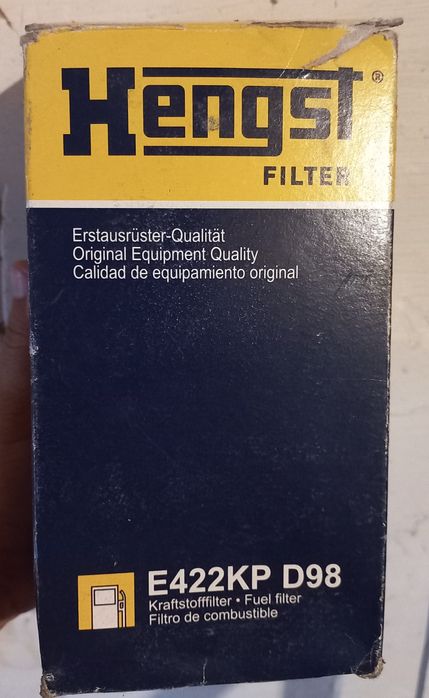 Hengst®
FILTER
Erstausrüster-Qualität
Original Equipment Quality
Calidad de equipamiento original
E422KP D98
Kraftstofffilter • Fuel filter
Filtro de combustible